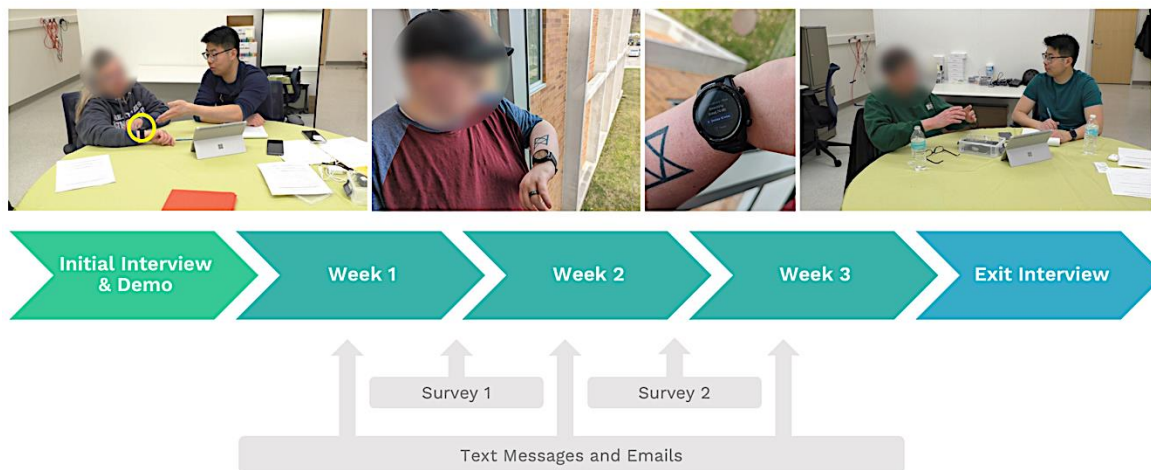 Initial Interview
& Demo
Week 1
Week 2
Week 3
Exit Interview
Survey 1
Survey 2
Text Messages and Emails